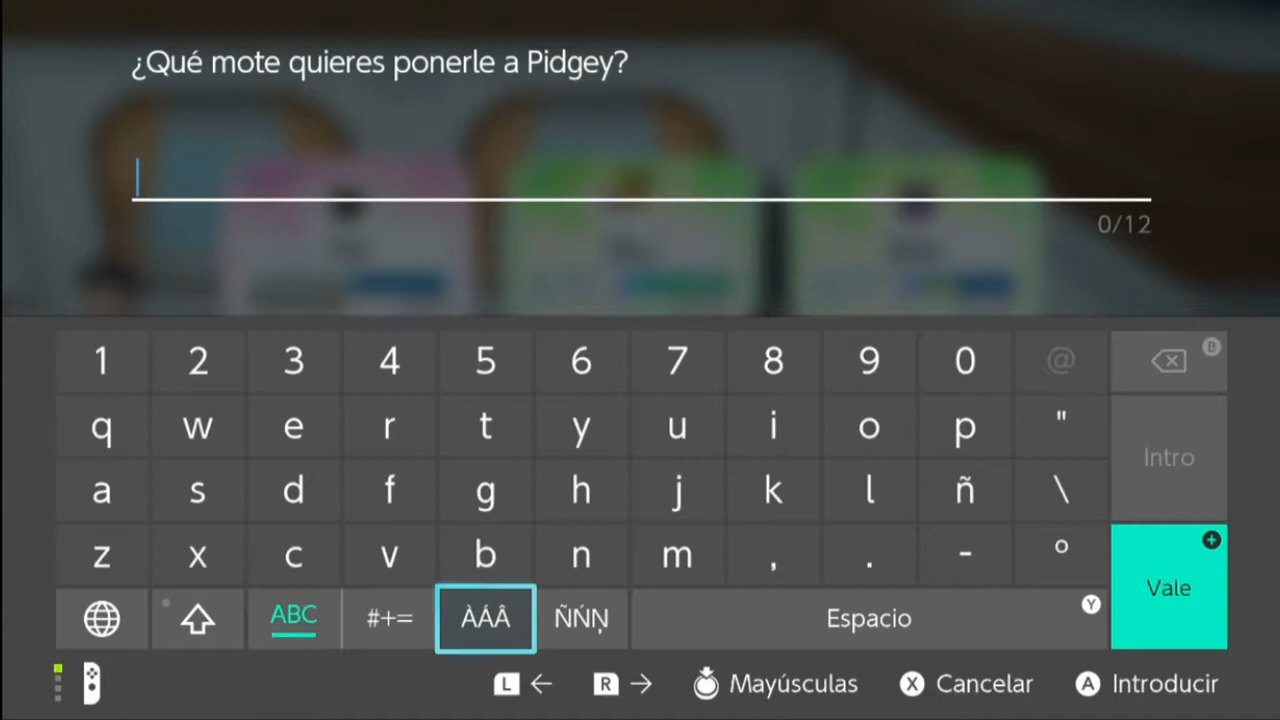 ¿Qué mote quieres ponerle a Pidgey?
0/12
1 2 3 4 5 6 7 8 9 0 @ B
q w e r t y u i o p "
Intro
a s d f g h j k l ñ \
z x c v b n m , . - º
Vale
ABC #+= ÀÁÂ ÑŃŅ Espacio Y
L ← R → Mayúsculas X Cancelar A Introducir